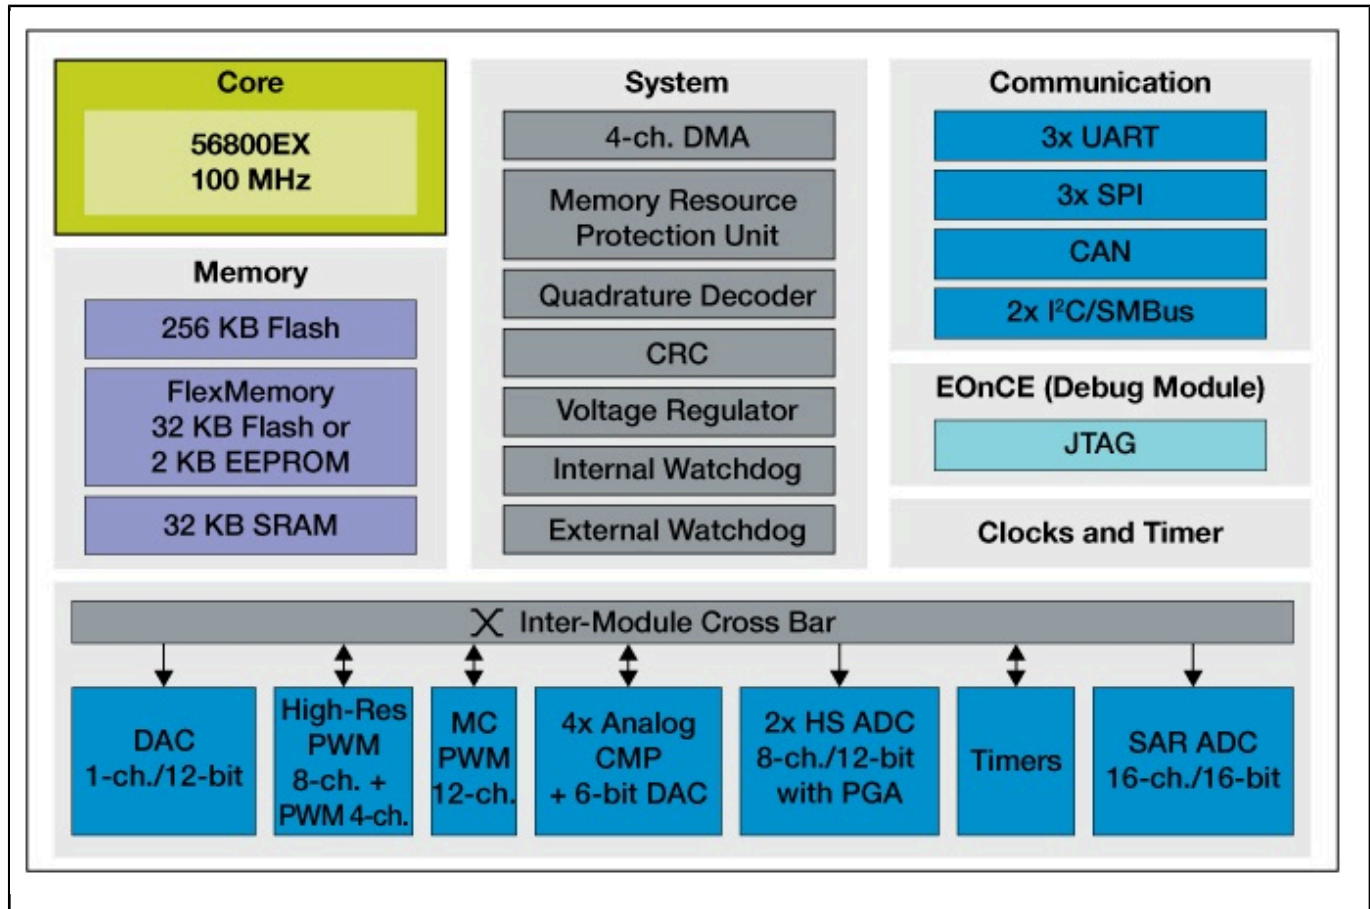 Core
56800EX
100 MHz
Memory
256 KB Flash
FlexMemory
32 KB Flash or
2 KB EEPROM
32 KB SRAM
System
4-ch. DMA
Memory Resource
Protection Unit
Quadrature Decoder
CRC
Voltage Regulator
Internal Watchdog
External Watchdog
Communication
3x UART
3x SPI
CAN
2x I²C/SMBus
EOnCE (Debug Module)
JTAG
Clocks and Timer
Inter-Module Cross Bar
DAC
1-ch./12-bit
High-Res
PWM
8-ch. +
PWM 4-ch.
MC
PWM
12-ch.
4x Analog
CMP
+ 6-bit DAC
2x HS ADC
8-ch./12-bit
with PGA
Timers
SAR ADC
16-ch./16-bit